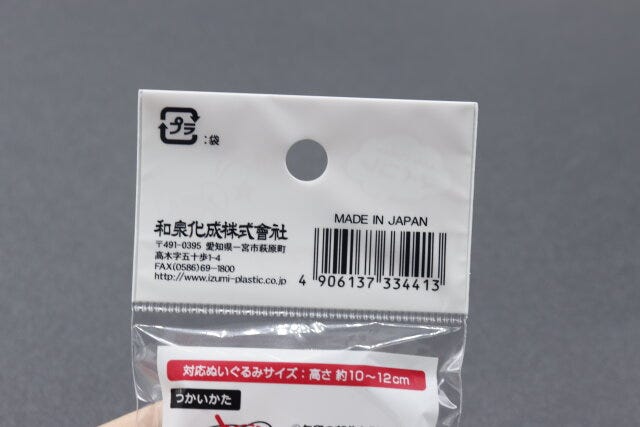 プラ
:袋
MADE IN JAPAN
和泉化成株式會社
〒491-0395 愛知県一宮市萩原町
高木字五十歩1-4
FAX(0586)69-1800
http://www.izumi-plastic.co.jp
4 906137 334413
対応ぬいぐるみサイズ:高さ 約10~12cm
つかいかた